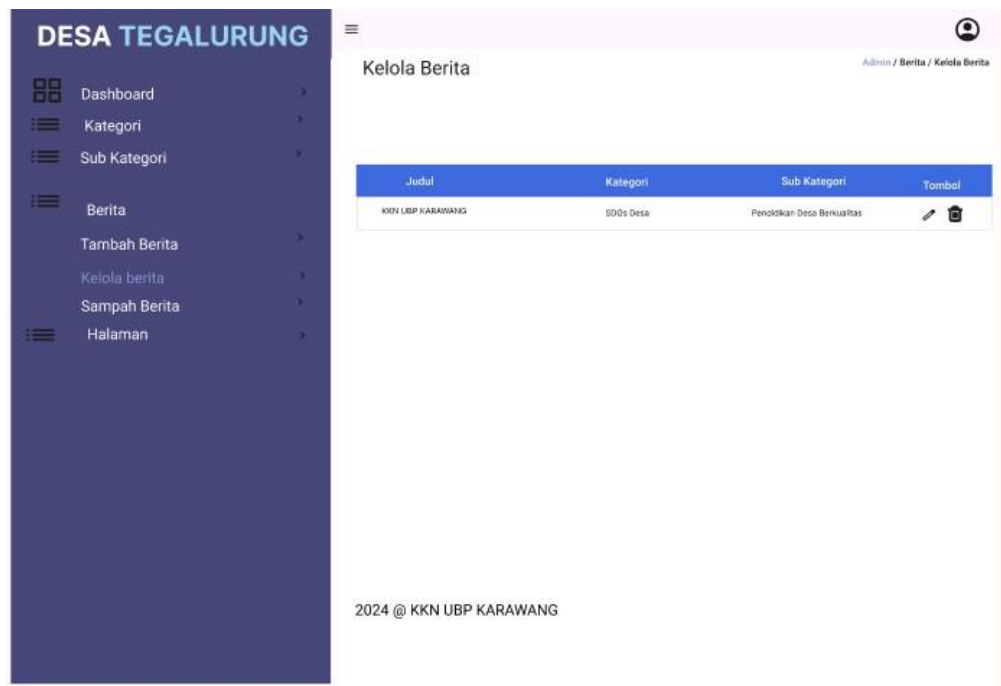 DESA TEGALURUNG
Dashboard
Kategori
Sub Kategori
Berita
Tambah Berita
Kelola berita
Sampah Berita
Halaman
Kelola Berita
Admin / Berita / Kelola Berita
Judul Kategori Sub Kategori Tombol
KKN UBP KARAWANG SDGs Desa Pendidikan Desa Berkualitas
2024 @ KKN UBP KARAWANG